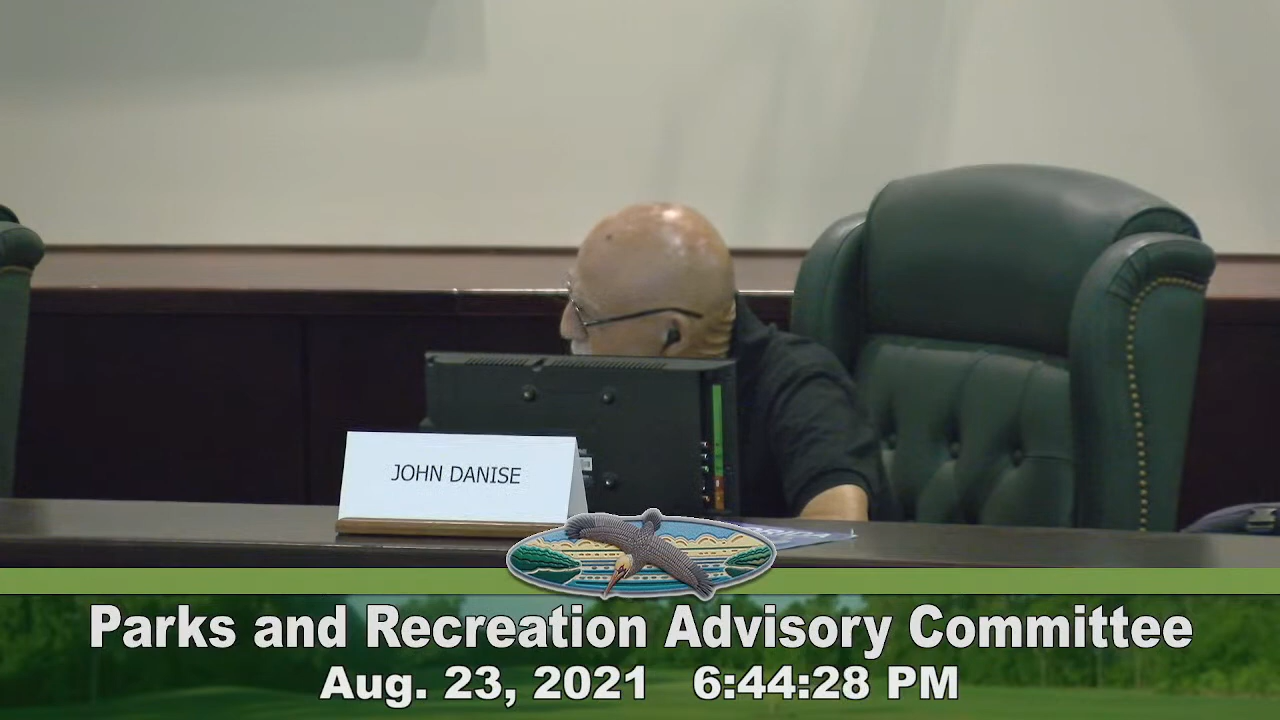 JOHN DANISE
Parks and Recreation Advisory Committee
Aug. 23, 2021 6:44:28 PM